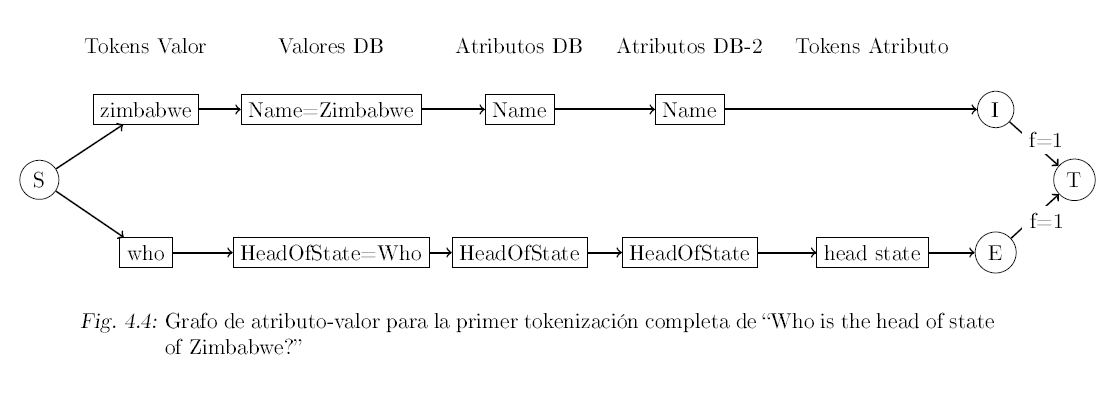 Tokens Valor Valores DB Atributos DB Atributos DB-2 Tokens Atributo
zimbabwe Name=Zimbabwe Name Name I
f=1
S T
f=1
who HeadOfState=Who HeadOfState HeadOfState head state E
Fig. 4.4: Grafo de atributo-valor para la primer tokenización completa de “Who is the head of state
of Zimbabwe?”